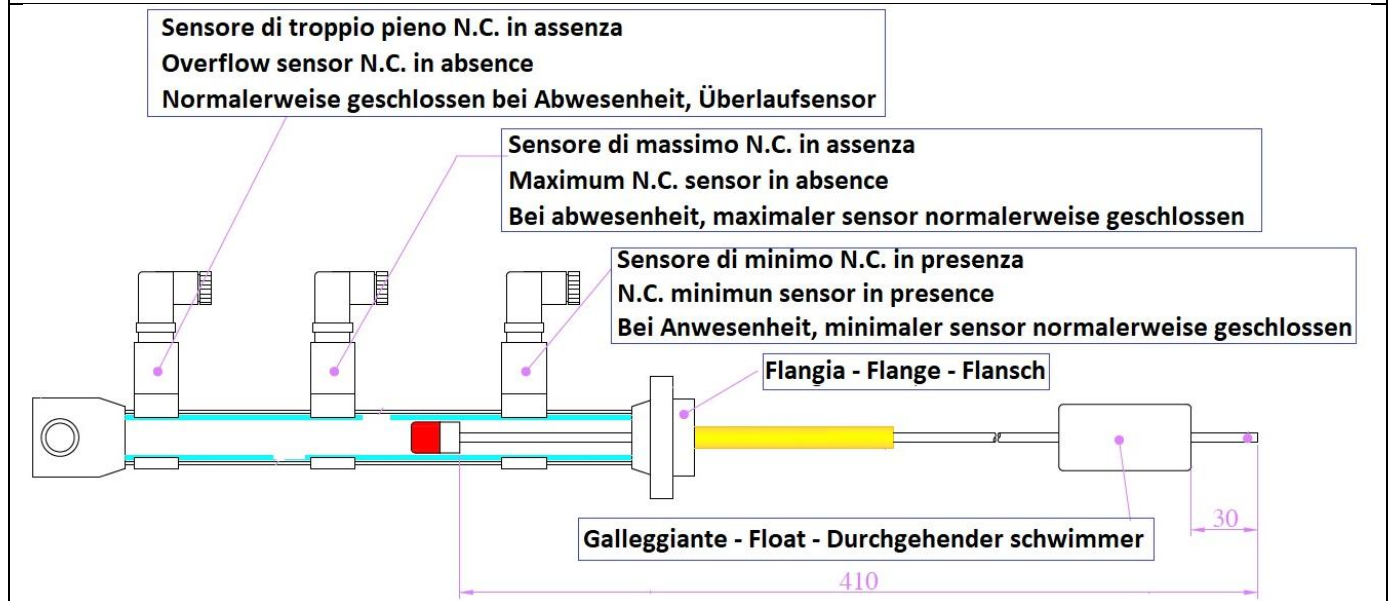 Sensore di troppio pieno N.C. in assenza
Overflow sensor N.C. in absence
Normalerweise geschlossen bei Abwesenheit, Überlaufsensor
Sensore di massimo N.C. in assenza
Maximum N.C. sensor in absence
Bei abwesenheit, maximaler sensor normalerweise geschlossen
Sensore di minimo N.C. in presenza
N.C. minimun sensor in presence
Bei Anwesenheit, minimaler sensor normalerweise geschlossen
Flangia - Flange - Flansch
30
Galleggiante - Float - Durchgehender schwimmer
410